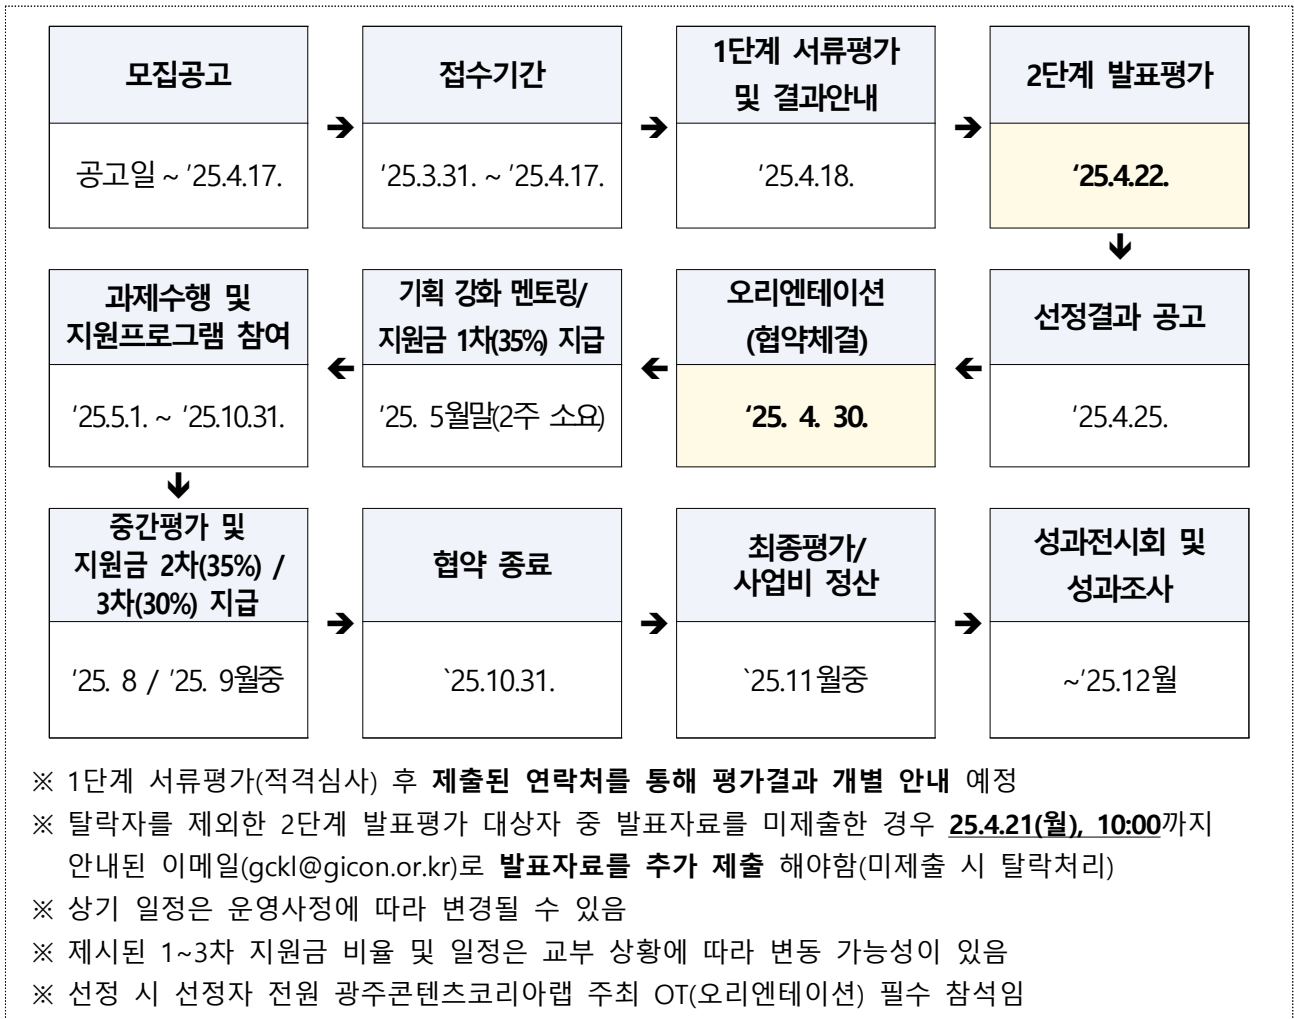 모집공고
공고일 ~ '25.4.17.
➔
접수기간
'25.3.31. ~ '25.4.17.
➔
1단계 서류평가
및 결과안내
'25.4.18.
➔
2단계 발표평가
‘25.4.22.
🡻
선정결과 공고
'25.4.25.
🡸
오리엔테이션
(협약체결)
‘25. 4. 30.
🡸
기획 강화 멘토링/
지원금 1차(35%) 지급
'25. 5월말(2주 소요)
🡸
과제수행 및
지원프로그램 참여
'25.5.1. ~ '25.10.31.
🡻
중간평가 및
지원금 2차(35%) /
3차(30%) 지급
'25. 8 / '25. 9월중
➔
협약 종료
`25.10.31.
➔
최종평가/
사업비 정산
`25.11월중
➔
성과전시회 및
성과조사
~'25.12월
※ 1단계 서류평가(적격심사) 후 제출된 연락처를 통해 평가결과 개별 안내 예정
※ 탈락자를 제외한 2단계 발표평가 대상자 중 발표자료를 미제출한 경우 25.4.21(월), 10:00까지
안내된 이메일(gckl@gicon.or.kr)로 발표자료를 추가 제출 해야함(미제출 시 탈락처리)
※ 상기 일정은 운영사정에 따라 변경될 수 있음
※ 제시된 1~3차 지원금 비율 및 일정은 교부 상황에 따라 변동 가능성이 있음
※ 선정 시 선정자 전원 광주콘텐츠코리아랩 주최 OT(오리엔테이션) 필수 참석임